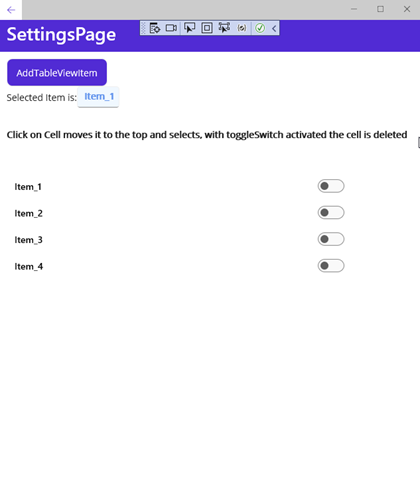 SettingsPage
AddTableViewItem
Selected Item is: Item_1
Click on Cell moves it to the top and selects, with toggleSwitch activated the cell is deleted
Item_1
Item_2
Item_3
Item_4